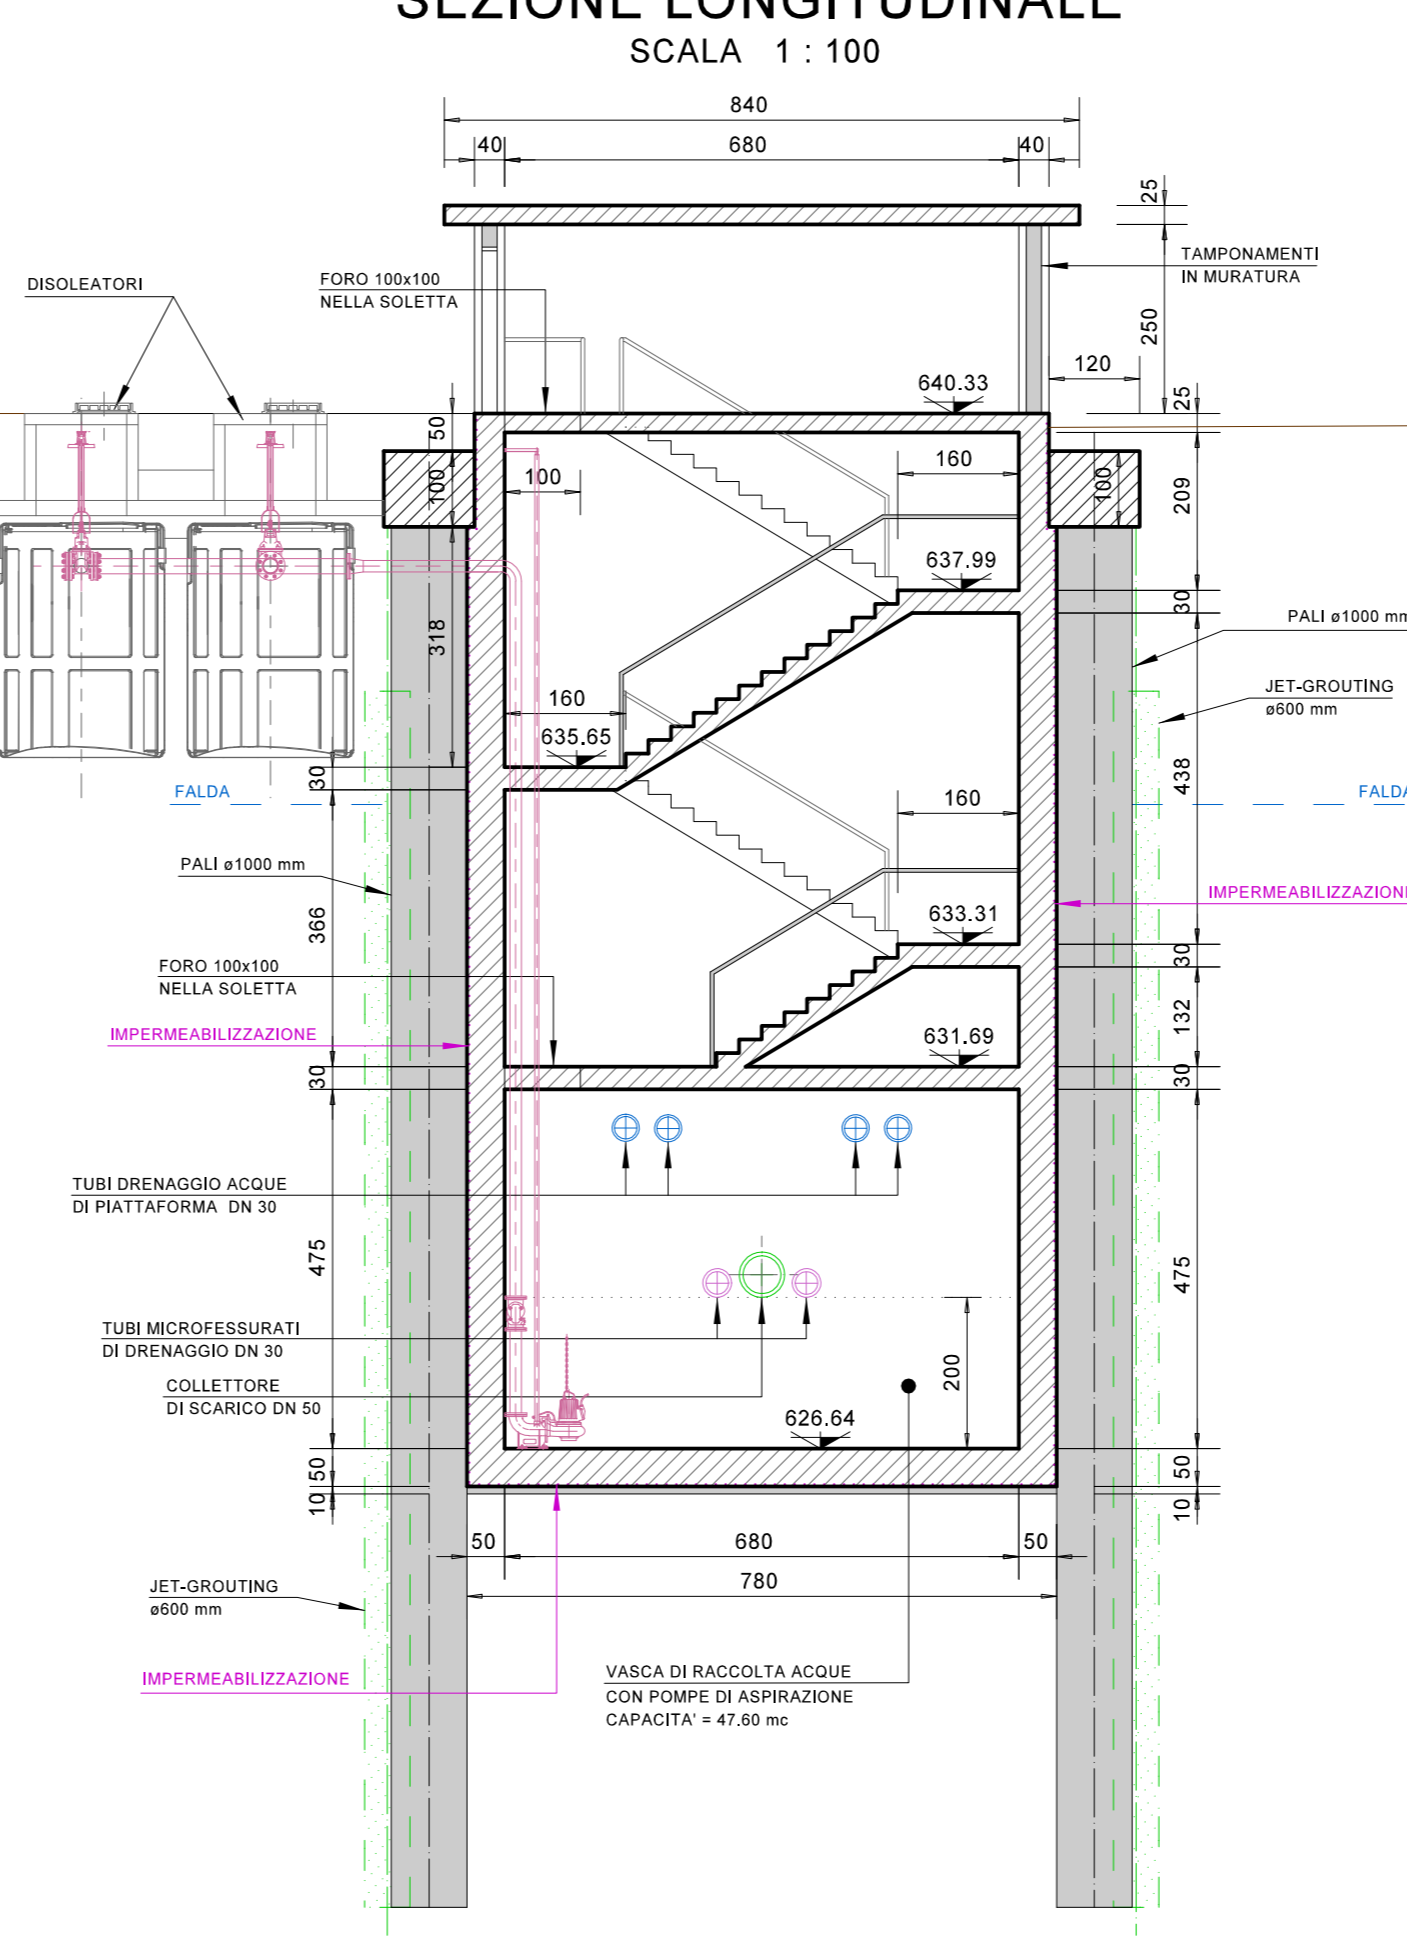 SEZIONE LONGITUDINALE
SCALA 1 : 100
840
40
680
40
25
TAMPONAMENTI
IN MURATURA
DISOLEATORI
FORO 100x100
NELLA SOLETTA
250
120
640.33
25
50
100
100
160
100
209
637.99
30
PALI ø1000 mm
318
160
JET-GROUTING
ø600 mm
635.65
30
FALDA
438
FALDA
160
PALI ø1000 mm
IMPERMEABILIZZAZIONE
366
633.31
30
FORO 100x100
NELLA SOLETTA
132
IMPERMEABILIZZAZIONE
631.69
30
30
TUBI DRENAGGIO ACQUE
DI PIATTAFORMA DN 30
475
475
TUBI MICROFESSURATI
DI DRENAGGIO DN 30
200
COLLETTORE
DI SCARICO DN 50
626.64
50
50
10
10
50
680
50
780
JET-GROUTING
ø600 mm
IMPERMEABILIZZAZIONE
VASCA DI RACCOLTA ACQUE
CON POMPE DI ASPIRAZIONE
CAPACITA' = 47.60 mc